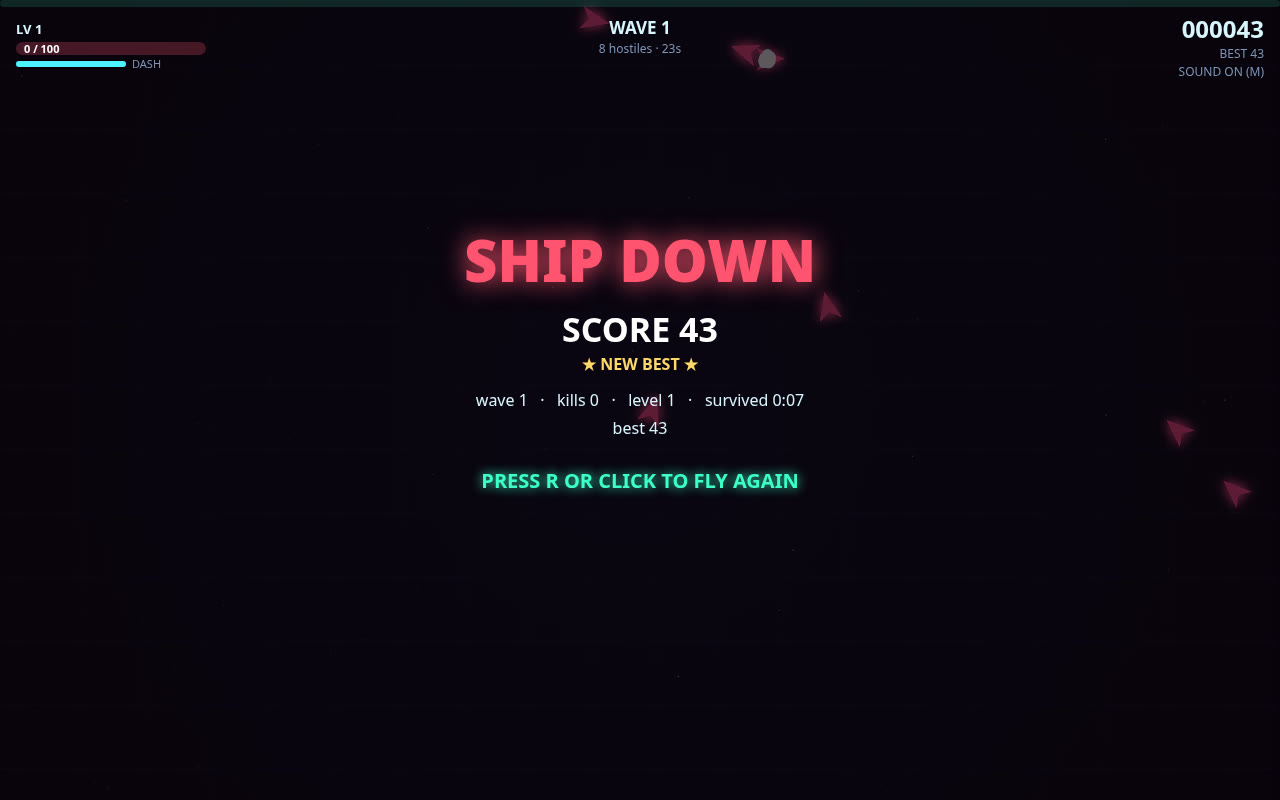 LV 1
0 / 100
DASH
WAVE 1
8 hostiles · 23s
000043
BEST 43
SOUND ON (M)
SHIP DOWN
SCORE 43
★ NEW BEST ★
wave 1 · kills 0 · level 1 · survived 0:07
best 43
PRESS R OR CLICK TO FLY AGAIN